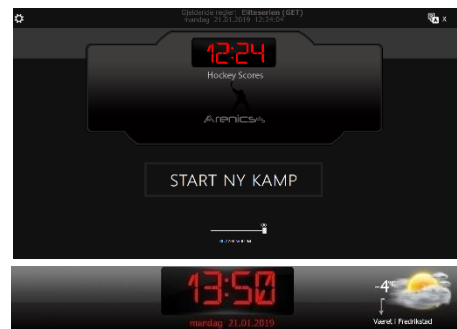 Gjeldende regler: Eliteserien (GET)
mandag 21.01.2019 12:24:04
X
12:24
Hockey Scores
Arenics
START NY KAMP
13:50
-4°C
mandag 21.01.2019
Været i Fredrikstad